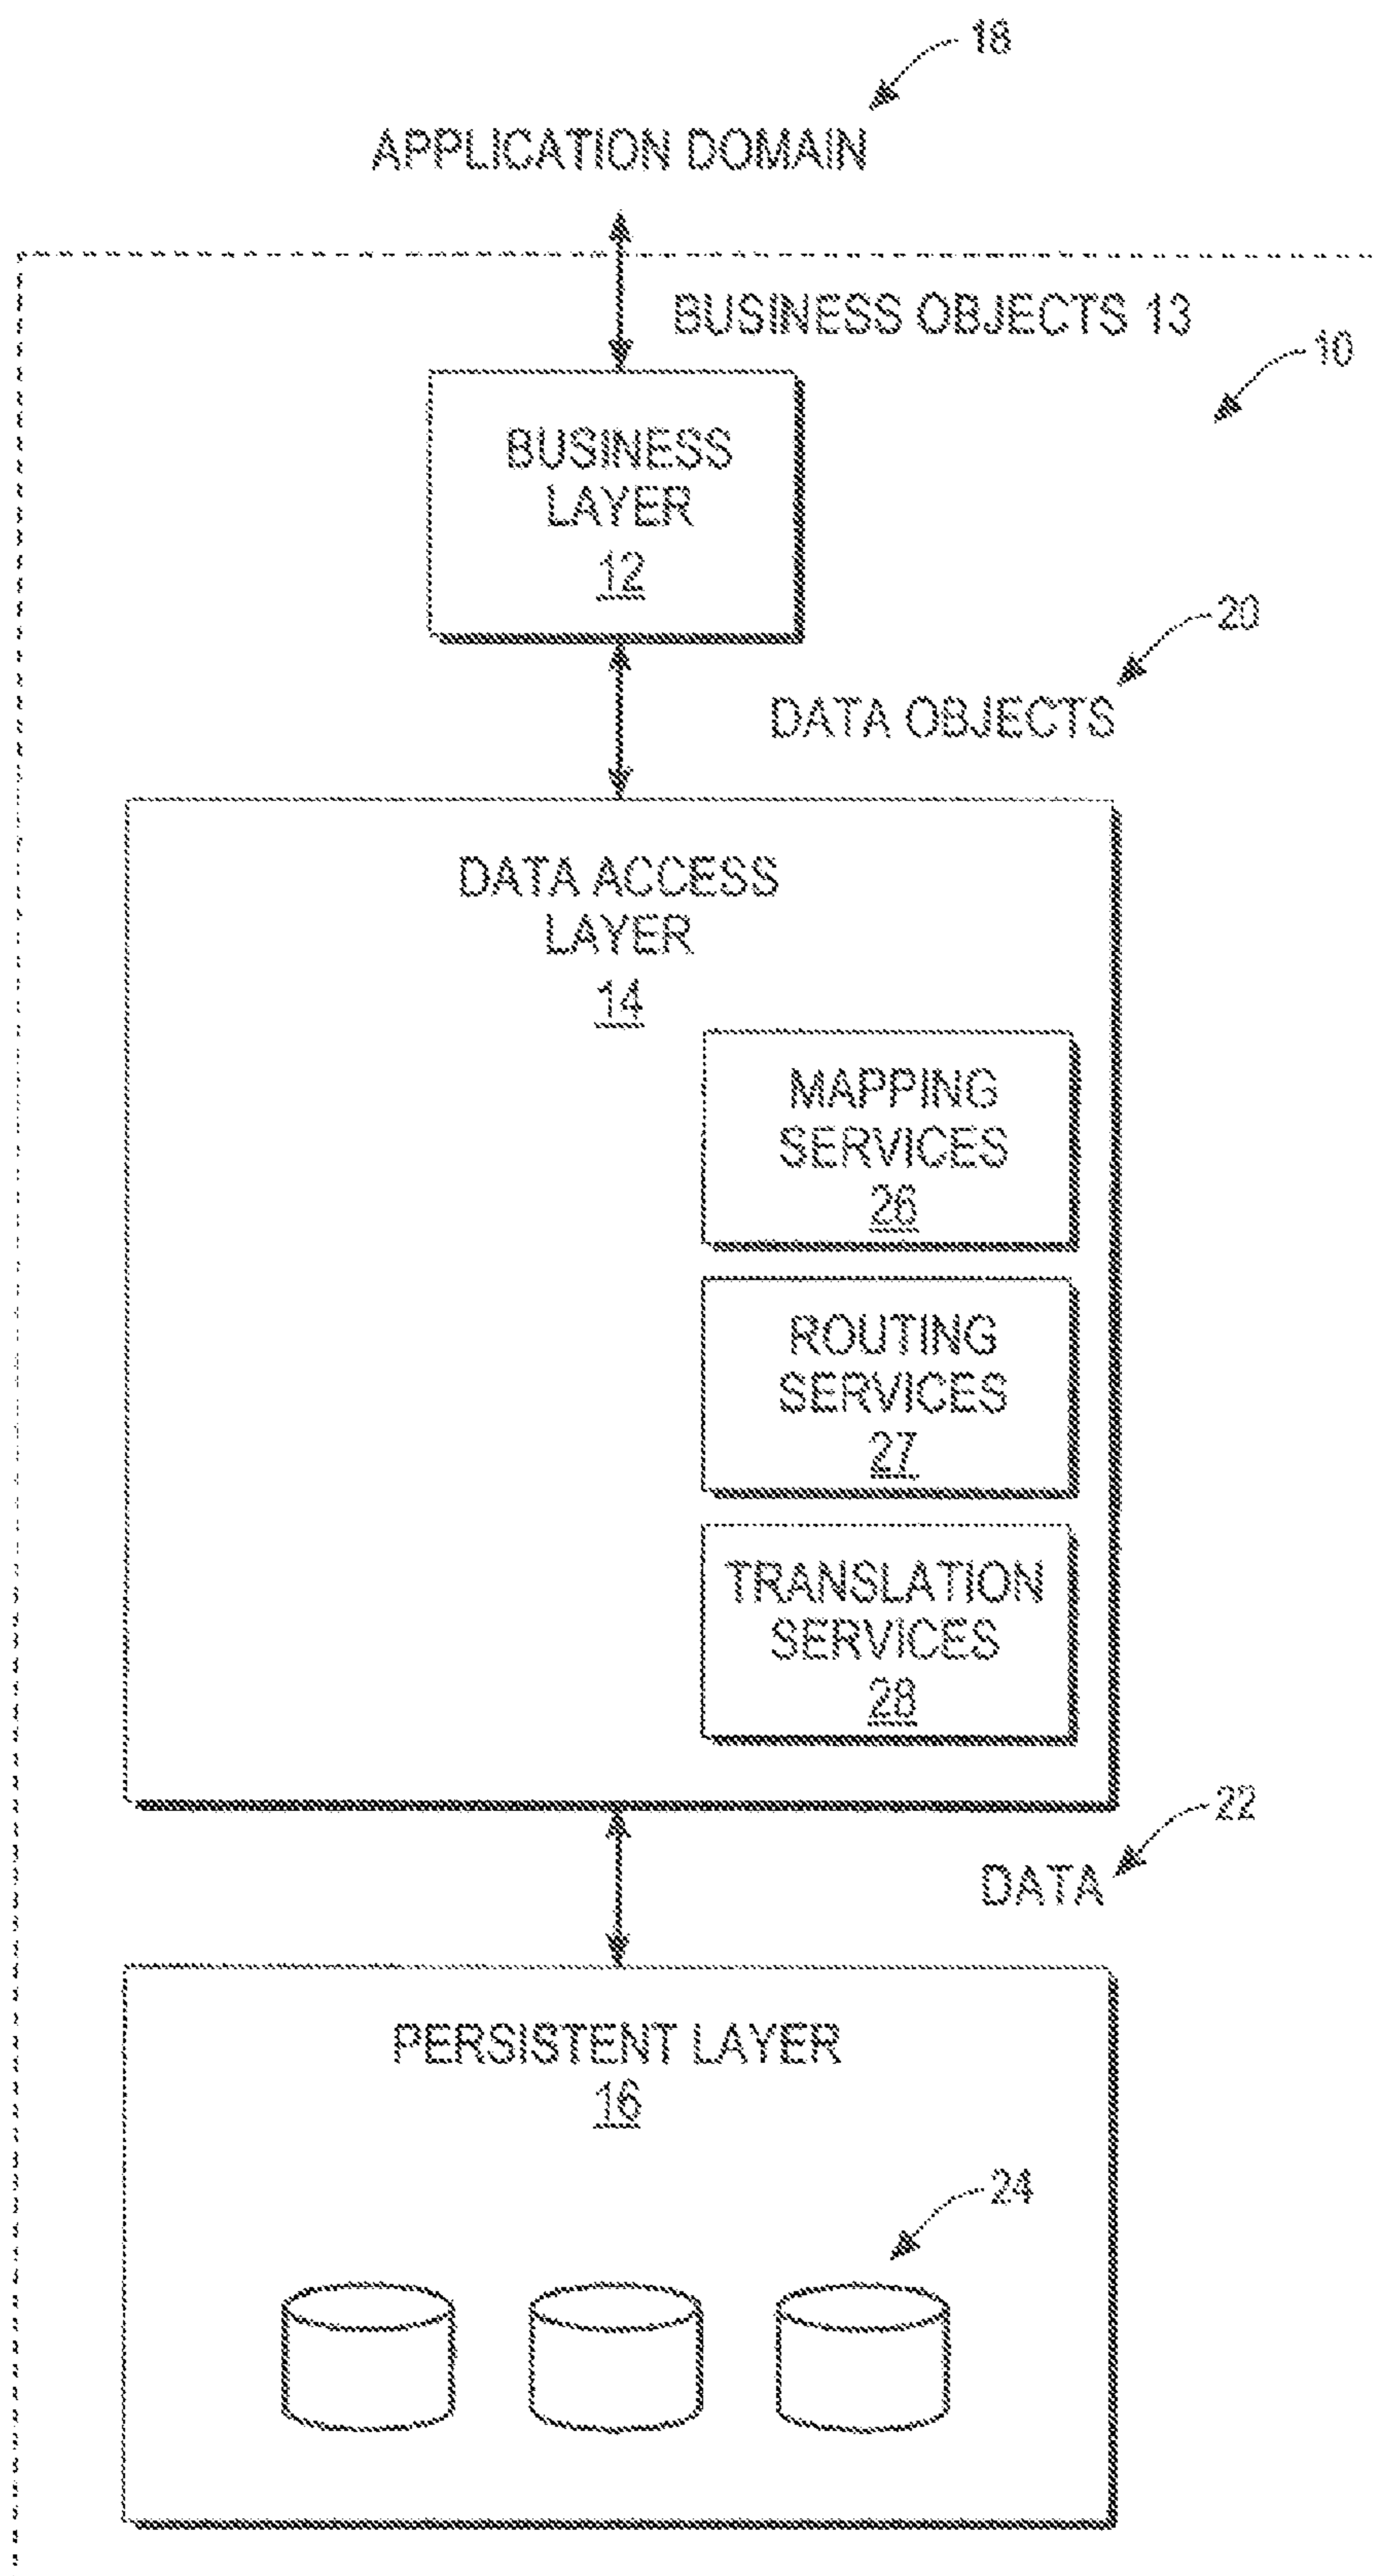 18
APPLICATION DOMAIN
BUSINESS OBJECTS 13
10
BUSINESS
LAYER
12
20
DATA OBJECTS
DATA ACCESS
LAYER
14
MAPPING
SERVICES
26
ROUTING
SERVICES
27
TRANSLATION
SERVICES
28
22
DATA
PERSISTENT LAYER
16
24